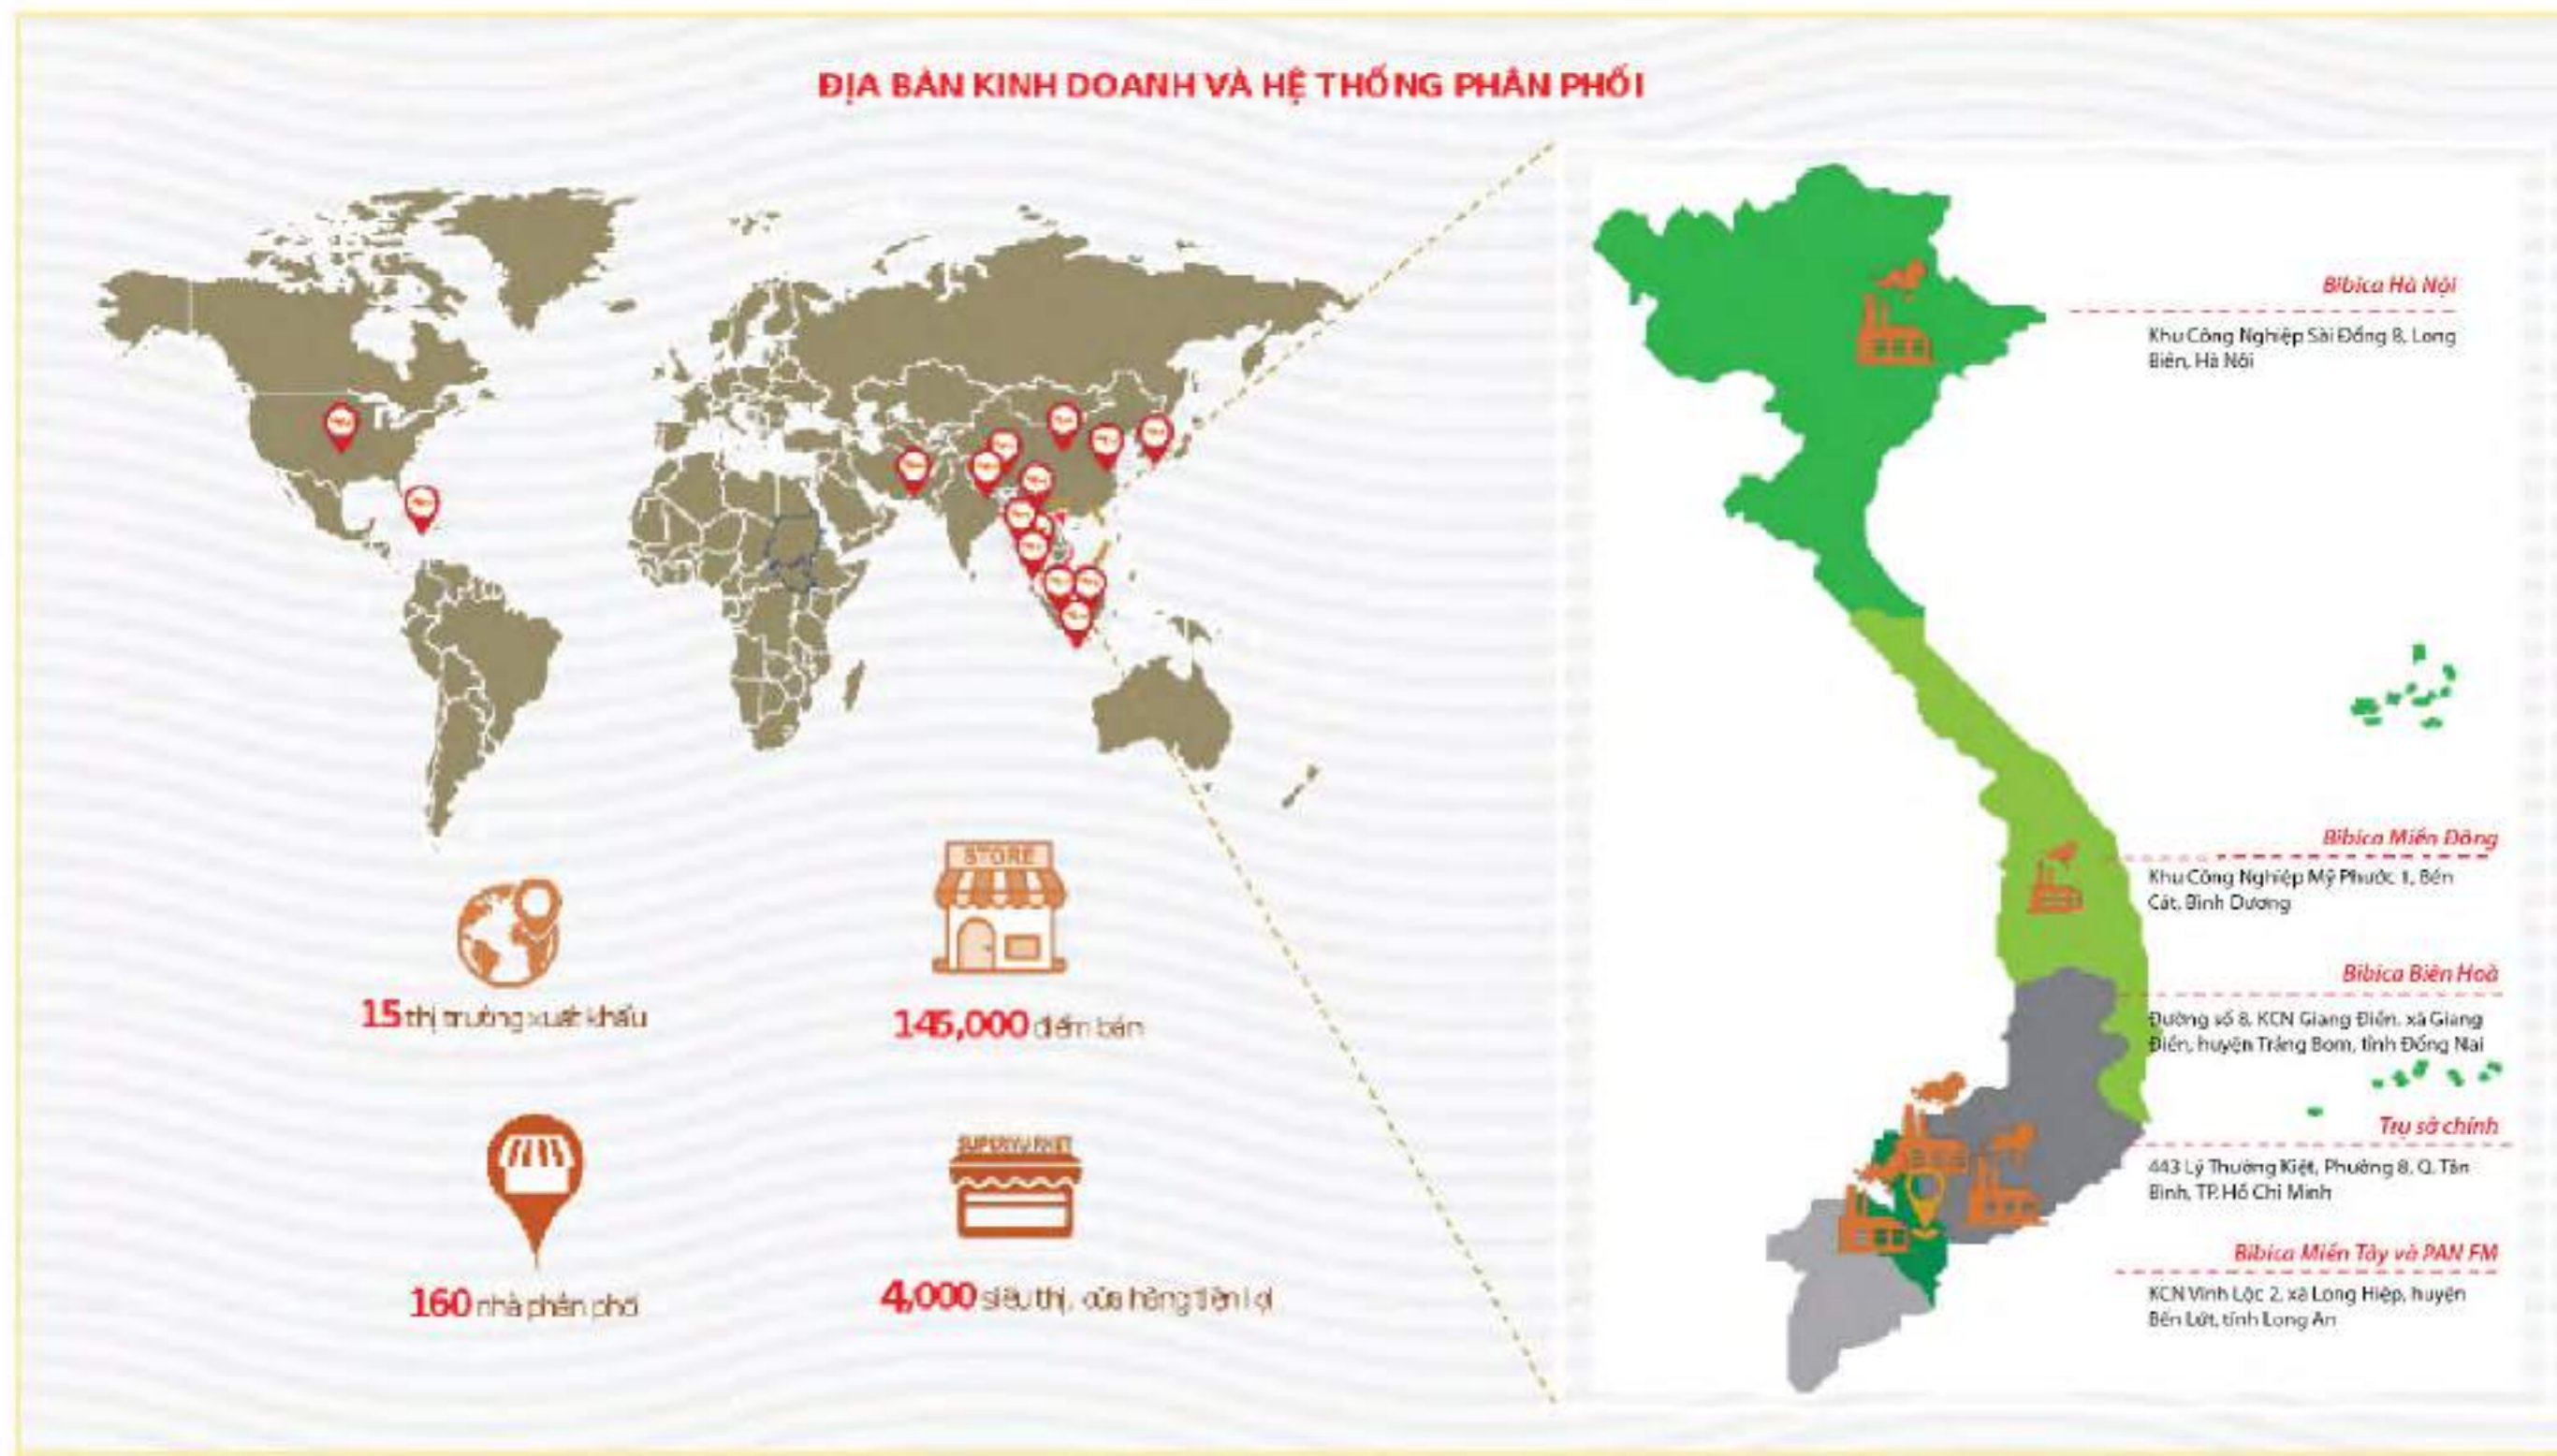 ĐỊA BÀN KINH DOANH VÀ HỆ THỐNG PHÂN PHỐI
Bibica Hà Nội
Khu Công Nghiệp Sài Đồng B, Long
Biên, Hà Nội
Bibica Miền Đông
Khu Công Nghiệp Mỹ Phước 1, Bến
Cát, Bình Dương
Bibica Biên Hoà
Đường số 8, KCN Giang Điền, xã Giang
Điền, huyện Trảng Bom, tỉnh Đồng Nai
Trụ sở chính
443 Lý Thường Kiệt, Phường 8, Q. Tân
Bình, TP. Hồ Chí Minh
Bibica Miền Tây và PAN FM
KCN Vĩnh Lộc 2, xã Long Hiệp, huyện
Bến Lức, tỉnh Long An
15 thị trường xuất khẩu
STORE
145,000 điểm bán
160 nhà phân phối
SUPERMARKET
4,000 siêu thị, cửa hàng tiện lợi